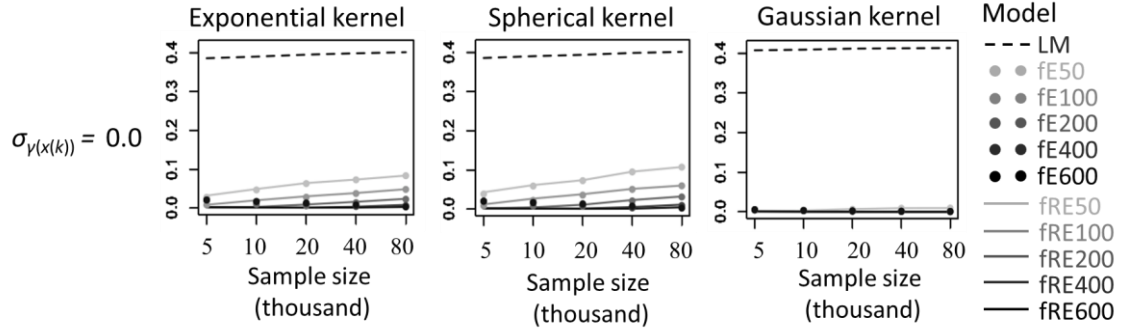 Exponential kernel Spherical kernel Gaussian kernel Model
0.4 0.4 0.4 LM
0.3 0.3 0.3 fE50
0.2 0.2 0.2 fE100
0.1 0.1 0.1 fE200
0.0 0.0 0.0 fE400
σγ(x(k)) = 0.0 fE600
fRE50
fRE100
fRE200
fRE400
fRE600
5 10 20 40 80 5 10 20 40 80 5 10 20 40 80
Sample size Sample size Sample size
(thousand) (thousand) (thousand)